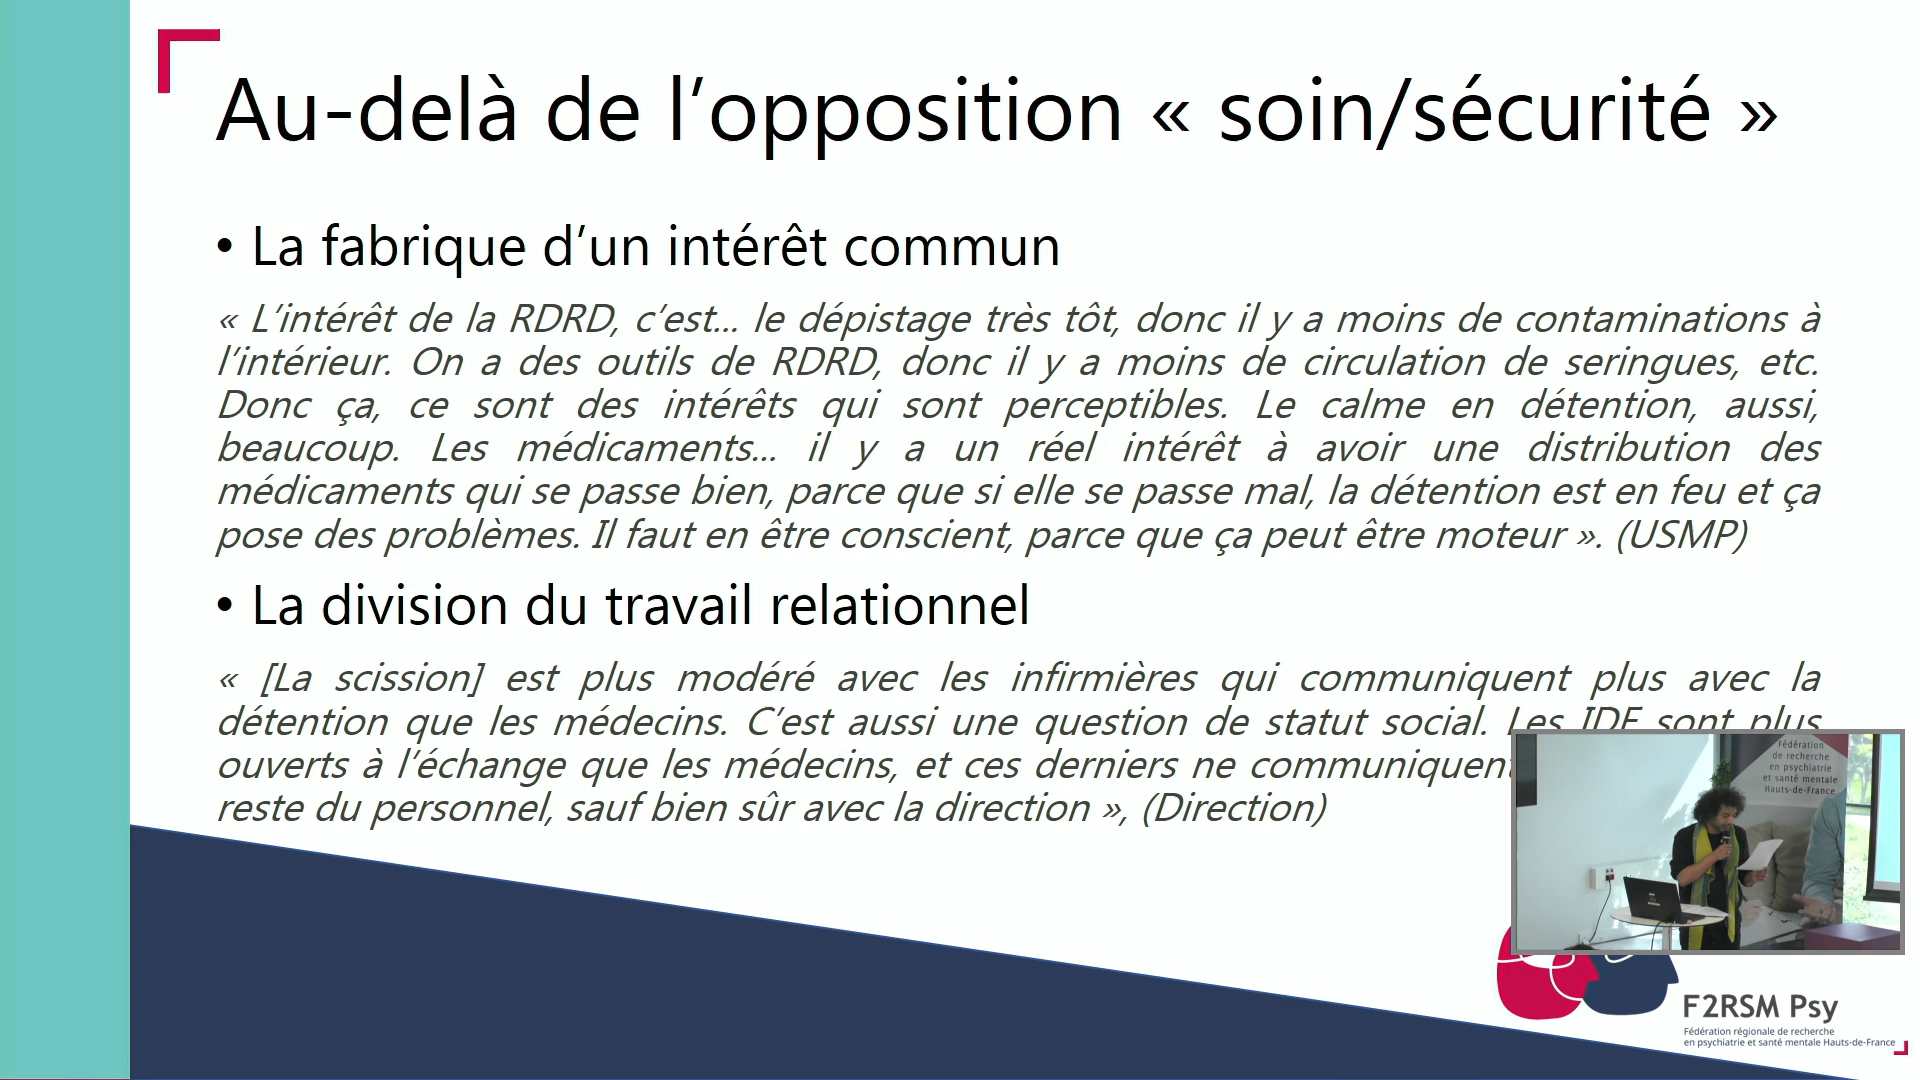 Au-delà de l’opposition « soin/sécurité »
• La fabrique d’un intérêt commun
« L’intérêt de la RDRD, c’est... le dépistage très tôt, donc il y a moins de contaminations à
l’intérieur. On a des outils de RDRD, donc il y a moins de circulation de seringues, etc.
Donc ça, ce sont des intérêts qui sont perceptibles. Le calme en détention, aussi,
beaucoup. Les médicaments... il y a un réel intérêt à avoir une distribution des
médicaments qui se passe bien, parce que si elle se passe mal, la détention est en feu et ça
pose des problèmes. Il faut en être conscient, parce que ça peut être moteur ». (USMP)
• La division du travail relationnel
« [La scission] est plus modéré avec les infirmières qui communiquent plus avec la
détention que les médecins. C’est aussi une question de statut social. Les IDE sont plus
ouverts à l’échange que les médecins, et ces derniers ne communiquent
reste du personnel, sauf bien sûr avec la direction », (Direction)
Fédération
de recherche
en psychiatrie
et santé mentale
Hauts-de-France
F2RSM Psy
Fédération régionale de recherche
en psychiatrie et santé mentale Hauts-de-France